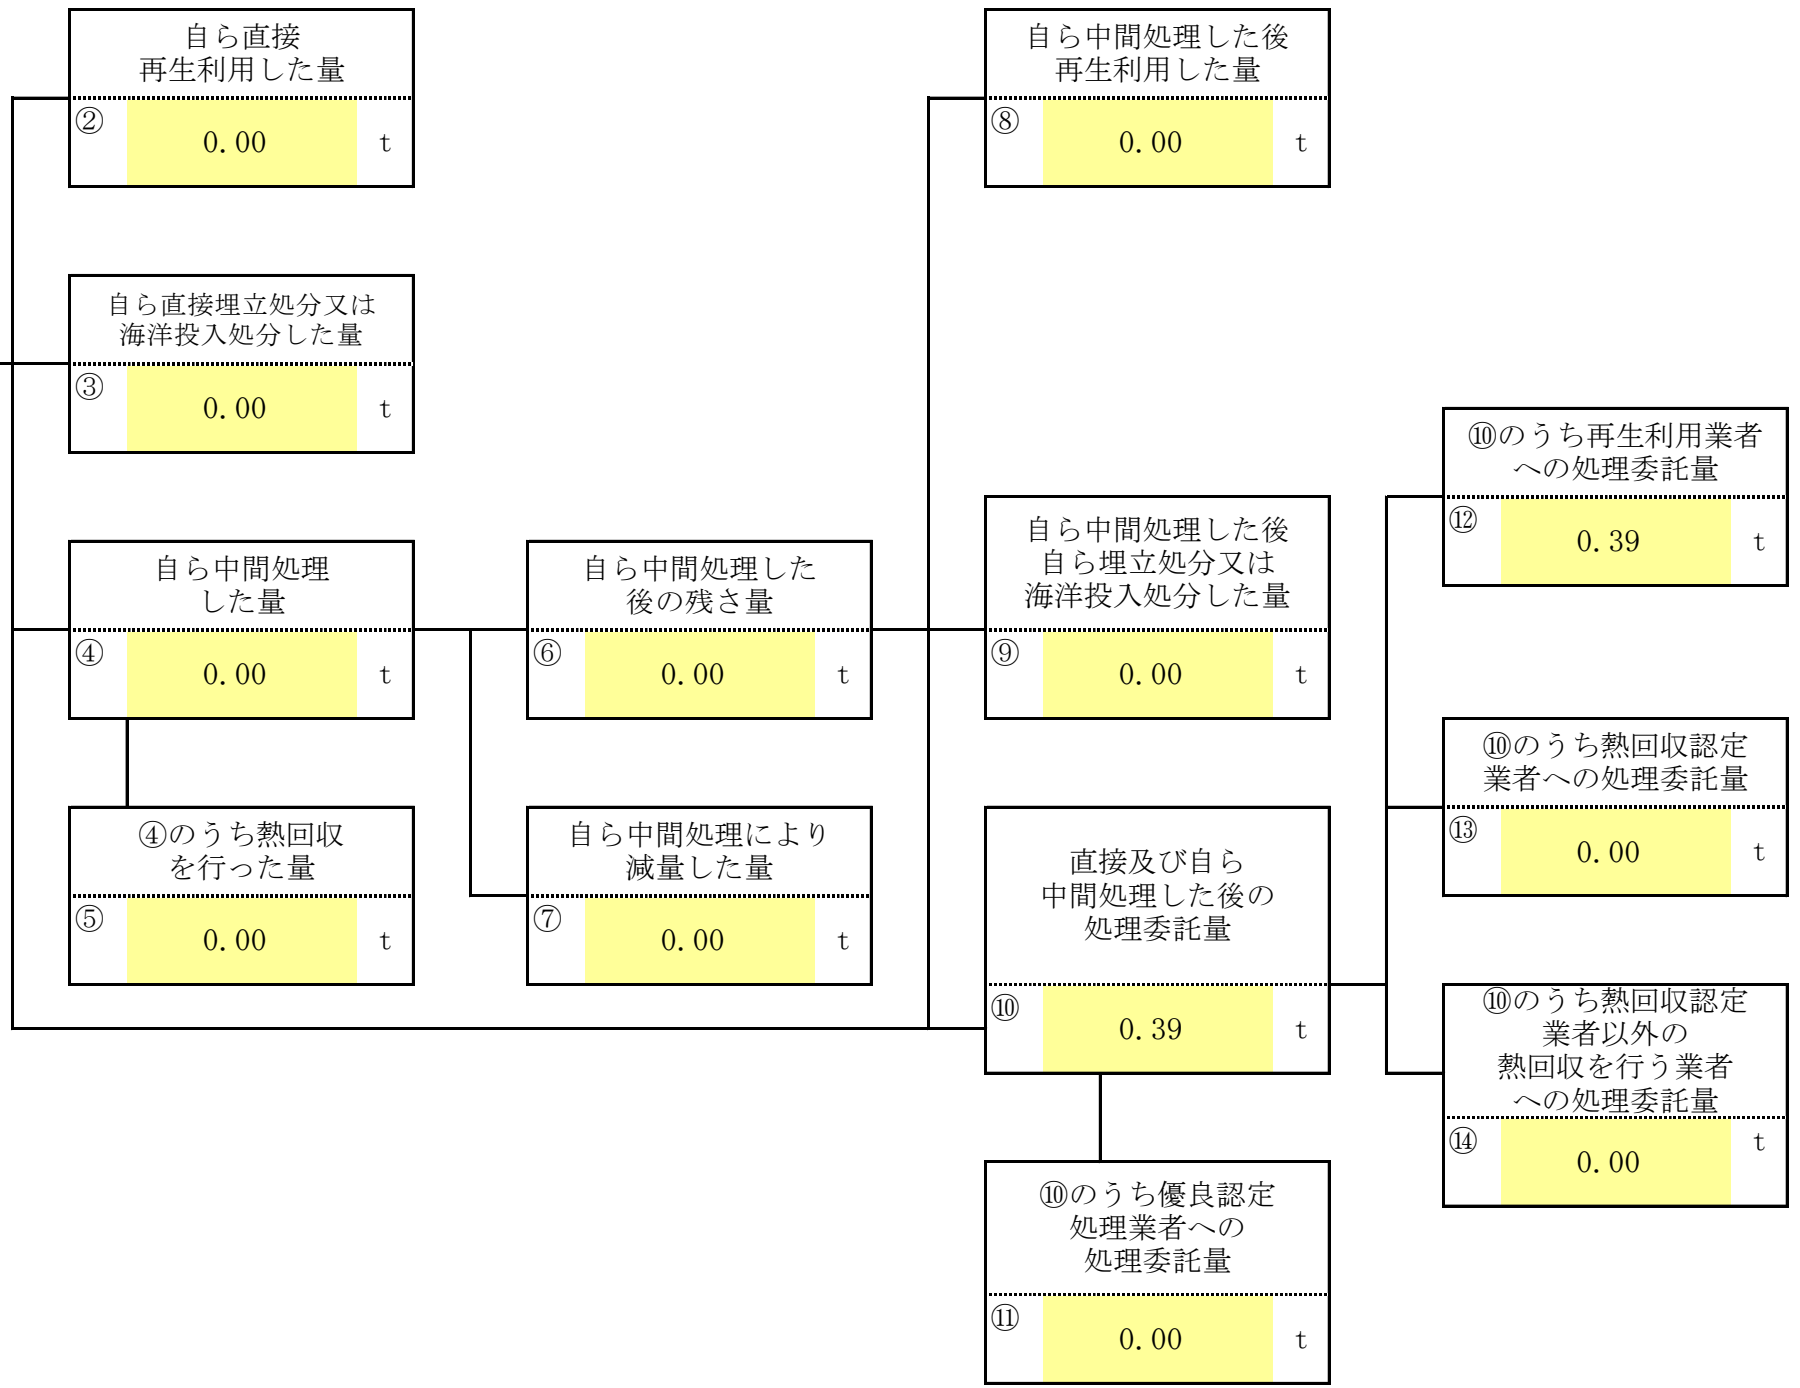 自ら直接
再生利用した量
② 0.00 t
自ら中間処理した後
再生利用した量
⑧ 0.00 t
自ら直接埋立処分又は
海洋投入処分した量
③ 0.00 t
⑩のうち再生利用業者
への処理委託量
⑫ 0.39 t
自ら中間処理
した量
④ 0.00 t
自ら中間処理した
後の残さ量
⑥ 0.00 t
自ら中間処理した後
自ら埋立処分又は
海洋投入処分した量
⑨ 0.00 t
⑩のうち熱回収認定
業者への処理委託量
⑬ 0.00 t
④のうち熱回収
を行った量
⑤ 0.00 t
自ら中間処理により
減量した量
⑦ 0.00 t
直接及び自ら
中間処理した後の
処理委託量
⑩ 0.39 t
⑩のうち熱回収認定
業者以外の
熱回収を行う業者
への処理委託量
⑭ 0.00 t
⑩のうち優良認定
処理業者への
処理委託量
⑪ 0.00 t